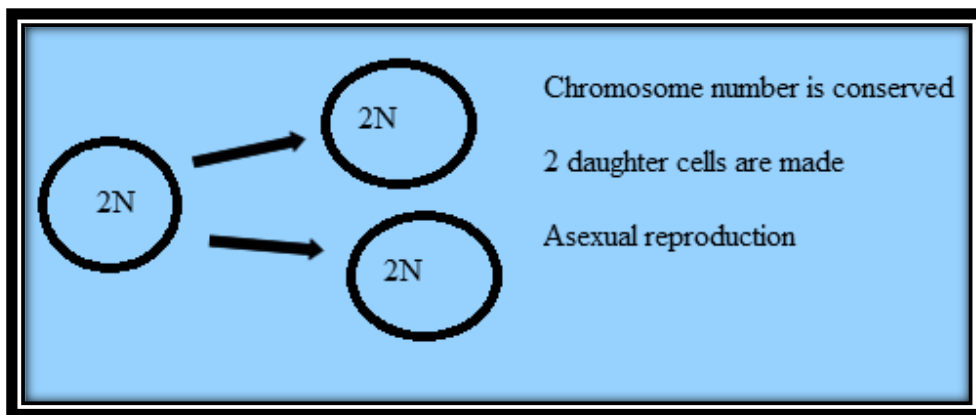 2N
2N
2N
Chromosome number is conserved
2 daughter cells are made
Asexual reproduction